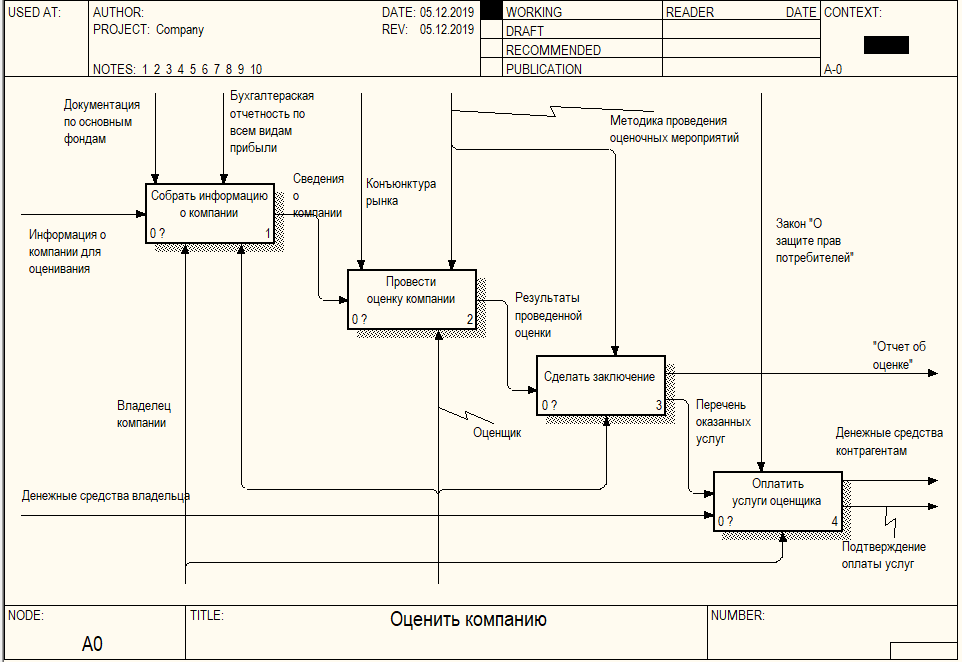 USED AT:
AUTHOR:
DATE: 05.12.2019
PROJECT: Company
REV: 05.12.2019
NOTES: 1 2 3 4 5 6 7 8 9 10
WORKING
DRAFT
RECOMMENDED
PUBLICATION
READER
DATE
CONTEXT:
A-0
Документация
по основным
фондам
Бухгалтераская
отчетность по
всем видам
прибыли
Методика проведения
оценочных мероприятий
Сведения
о
компании
Конъюнктура
рынка
Собрать информацию
о компании
0 ?
1
Информация о
компании для
оценивания
Закон "О
защите прав
потребителей"
Провести
оценку компании
0 ?
2
Результаты
проведенной
оценки
"Отчет об
оценке"
Сделать заключение
0 ?
3
Владелец
компании
Оценщик
Перечень
оказанных
услуг
Денежные средства
контрагентам
Денежные средства владельца
Оплатить
услуги оценщика
0 ?
4
Подтверждение
оплаты услуг
NODE:
A0
TITLE:
Оценить компанию
NUMBER: